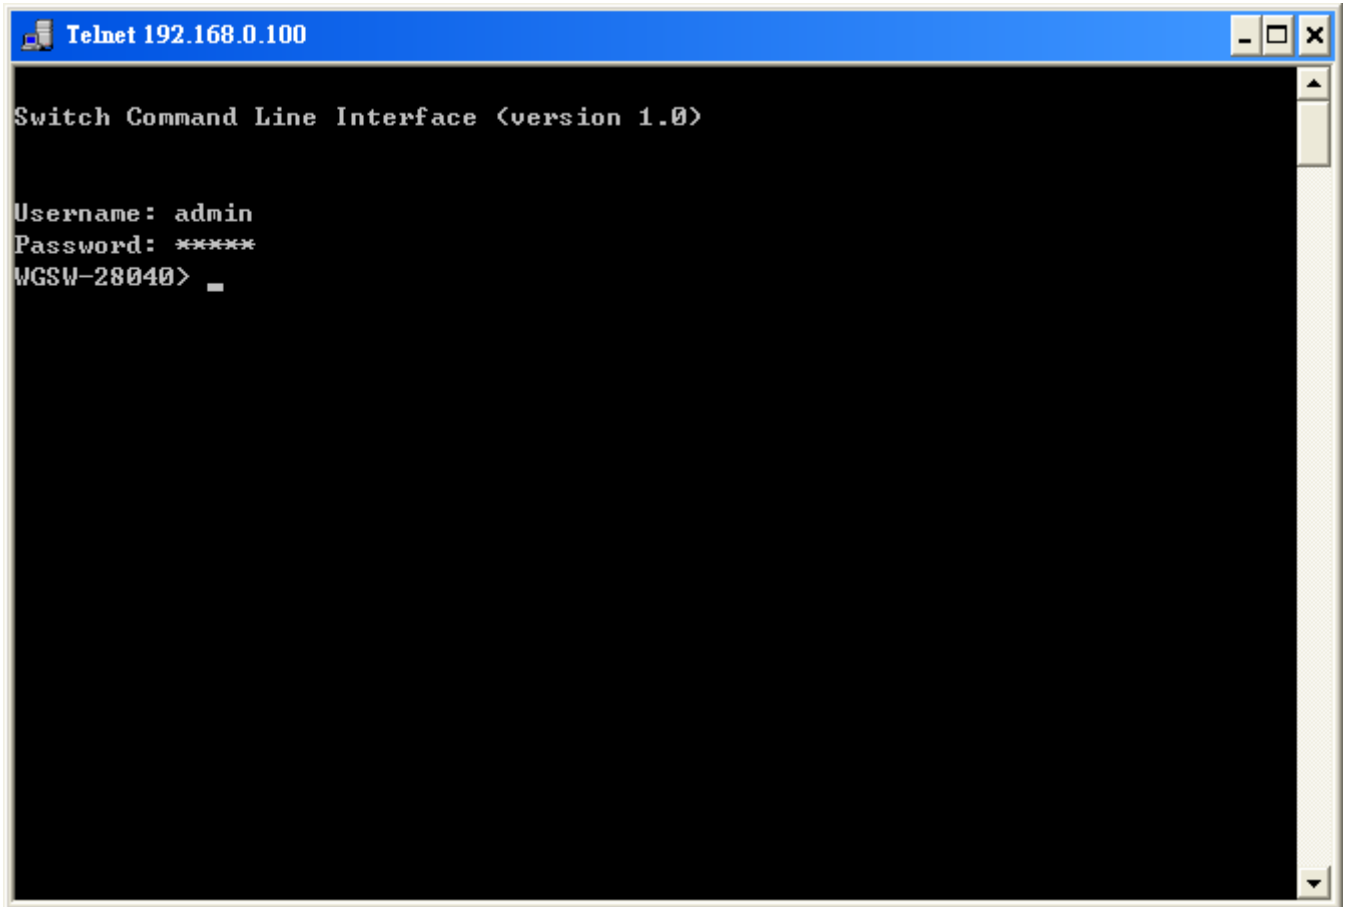 Telnet 192.168.0.100
Switch Command Line Interface (version 1.0)
Username: admin
Password: *****
WGSW-28040> _